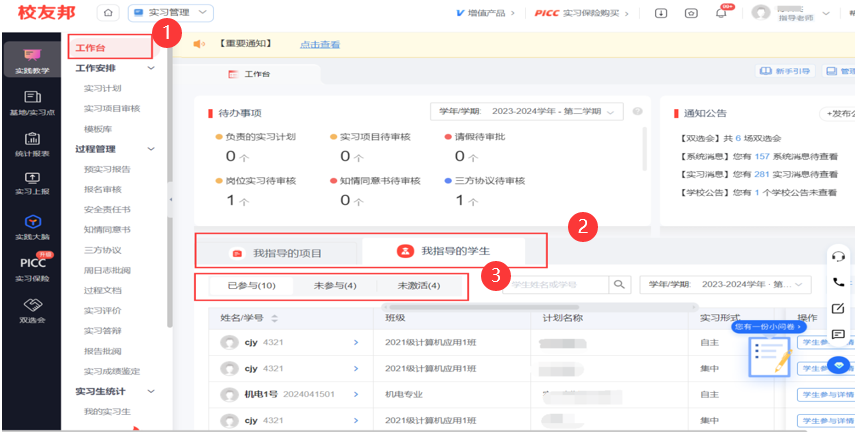 校友邦
实习管理
增值产品
PICC 实习保险购买
99+
指导老师
1
工作台
【重要通知】
点击查看
实践教学
基地/实习点
统计报表
实习上报
实践大脑
升级
PICC
实习保险
双选会
工作安排
实习计划
实习项目审核
模板库
过程管理
预实习报告
报名审核
安全责任书
知情同意书
三方协议
周日志批阅
过程文档
实习评价
实习答辩
报告批阅
实习成绩鉴定
实习生统计
我的实习生
工作台
新手引导
管理
待办事项
学年/学期: 2023-2024学年 - 第二学期
负责的实习计划
0个
实习项目待审核
0个
请假待审批
0个
岗位实习待审核
1个
知情同意书待审核
0个
三方协议待审核
1个
通知公告
+发布公
【双选会】共 6 场双选会
【系统消息】您有 157 系统消息待查看
【实习消息】您有 281 实习消息待查看
【学校公告】您有 1 个学校公告未查看
2
我指导的项目
我指导的学生
3
已参与(10)
未参与(4)
未激活(4)
学生姓名或学号
学年/学期: 2023-2024学年 · 第...
姓名/学号 班级 计划名称 实习形式 操作
您有一份小问卷
cjy 4321 2021级计算机应用1班 自主 学生参与详情
cjy 4321 2021级计算机应用1班 集中
机电1号 2024041501 机电专业 自主 学生参与详情
cjy 4321 2021级计算机应用1班 集中 学生参与详情